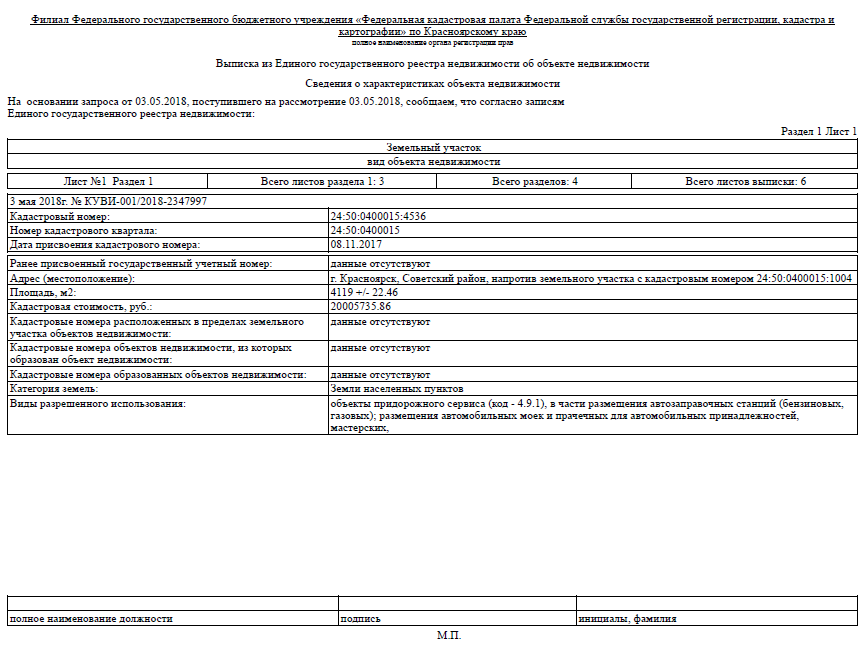 Филиал Федерального государственного бюджетного учреждения «Федеральная кадастровая палата Федеральной службы государственной регистрации, кадастра и
картографии» по Красноярскому краю
полное наименование органа регистрации прав
Выписка из Единого государственного реестра недвижимости об объекте недвижимости
Сведения о характеристиках объекта недвижимости
На основании запроса от 03.05.2018, поступившего на рассмотрение 03.05.2018, сообщаем, что согласно записям
Единого государственного реестра недвижимости:
Раздел 1 Лист 1
Земельный участок
вид объекта недвижимости
Лист №1 Раздел 1 Всего листов раздела 1: 3 Всего разделов: 4 Всего листов выписки: 6
3 мая 2018г. № КУВИ-001/2018-2347997
Кадастровый номер: 24:50:0400015:4536
Номер кадастрового квартала: 24:50:0400015
Дата присвоения кадастрового номера: 08.11.2017
Ранее присвоенный государственный учетный номер: данные отсутствуют
Адрес (местоположение): г. Красноярск, Советский район, напротив земельного участка с кадастровым номером 24:50:0400015:1004
Площадь, м2: 4119 +/- 22.46
Кадастровая стоимость, руб.: 20005735.86
Кадастровые номера расположенных в пределах земельного данные отсутствуют
участка объектов недвижимости:
Кадастровые номера объектов недвижимости, из которых данные отсутствуют
образован объект недвижимости:
Кадастровые номера образованных объектов недвижимости: данные отсутствуют
Категория земель: Земли населенных пунктов
Виды разрешенного использования: объекты придорожного сервиса (код - 4.9.1), в части размещения автозаправочных станций (бензиновых,
газовых); размещения автомобильных моек и прачечных для автомобильных принадлежностей,
мастерских,
полное наименование должности подпись инициалы, фамилия
М.П.